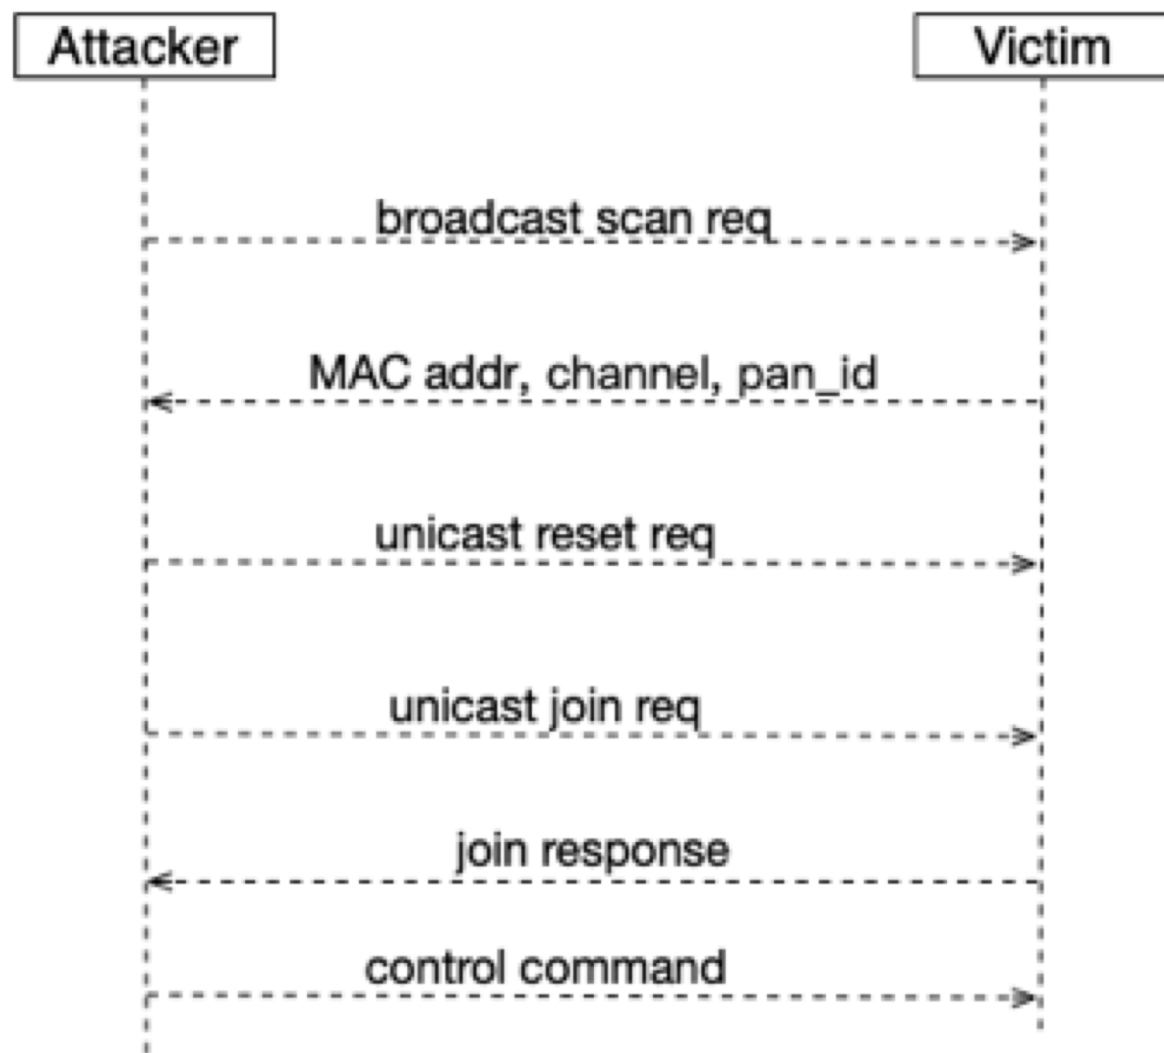 Attacker
Victim
broadcast scan req
MAC addr, channel, pan_id
unicast reset req
unicast join req
join response
control command